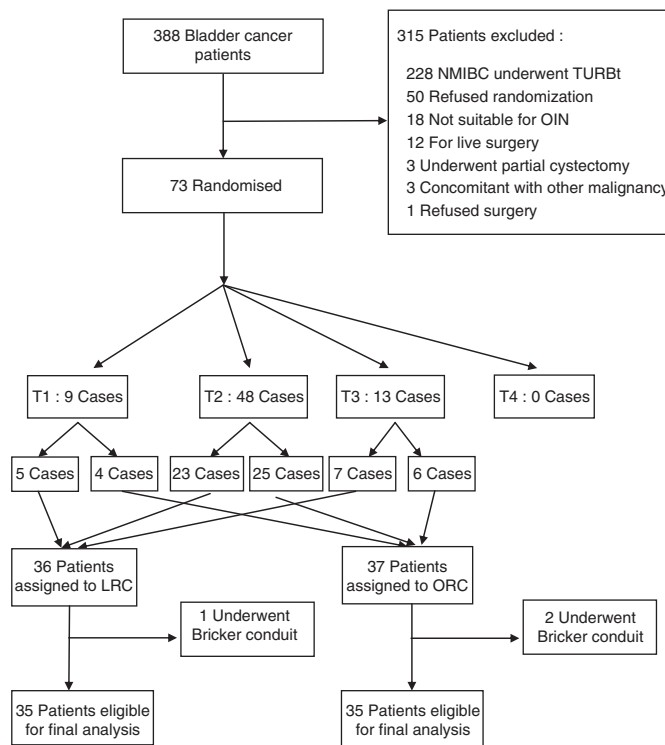 388 Bladder cancer
patients
315 Patients excluded :
228 NMIBC underwent TURBt
50 Refused randomization
18 Not suitable for OIN
12 For live surgery
3 Underwent partial cystectomy
3 Concomitant with other malignancy
1 Refused surgery
73 Randomised
T1 : 9 Cases
T2 : 48 Cases
T3 : 13 Cases
T4 : 0 Cases
5 Cases
4 Cases
23 Cases
25 Cases
7 Cases
6 Cases
36 Patients
assigned to LRC
37 Patients
assigned to ORC
1 Underwent
Bricker conduit
2 Underwent
Bricker conduit
35 Patients eligible
for final analysis
35 Patients eligible
for final analysis